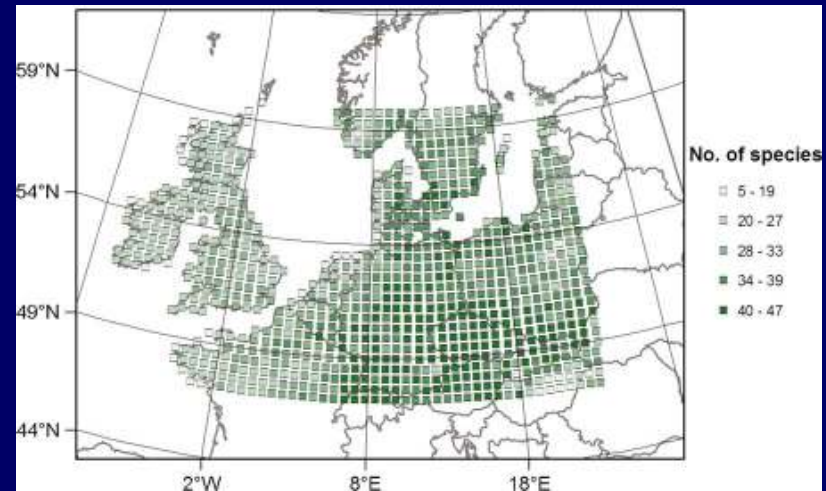 59°N
54°N
49°N
44°N
2°W
8°E
18°E
No. of species
5 - 19
20 - 27
28 - 33
34 - 39
40 - 47